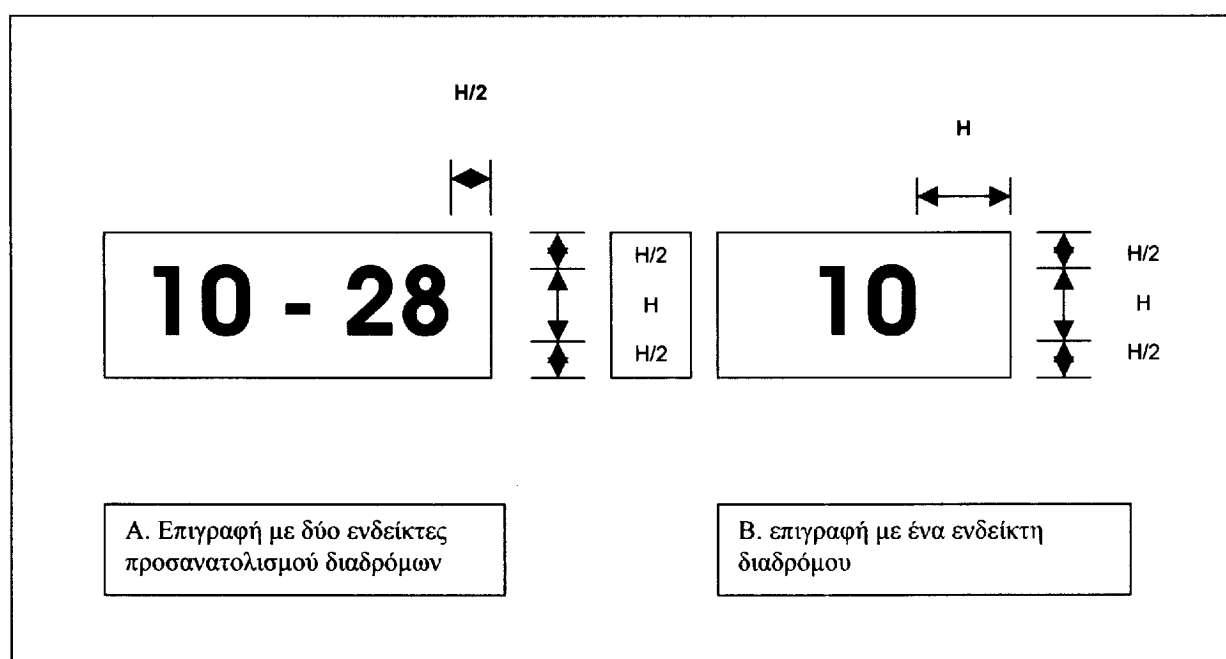 H/2
H
10 - 28
H/2
H
H/2
10
H/2
H
H/2
Α. Επιγραφή με δύο ενδείκτες
προσανατολισμού διαδρόμων
Β. επιγραφή με ένα ενδείκτη
διαδρόμου